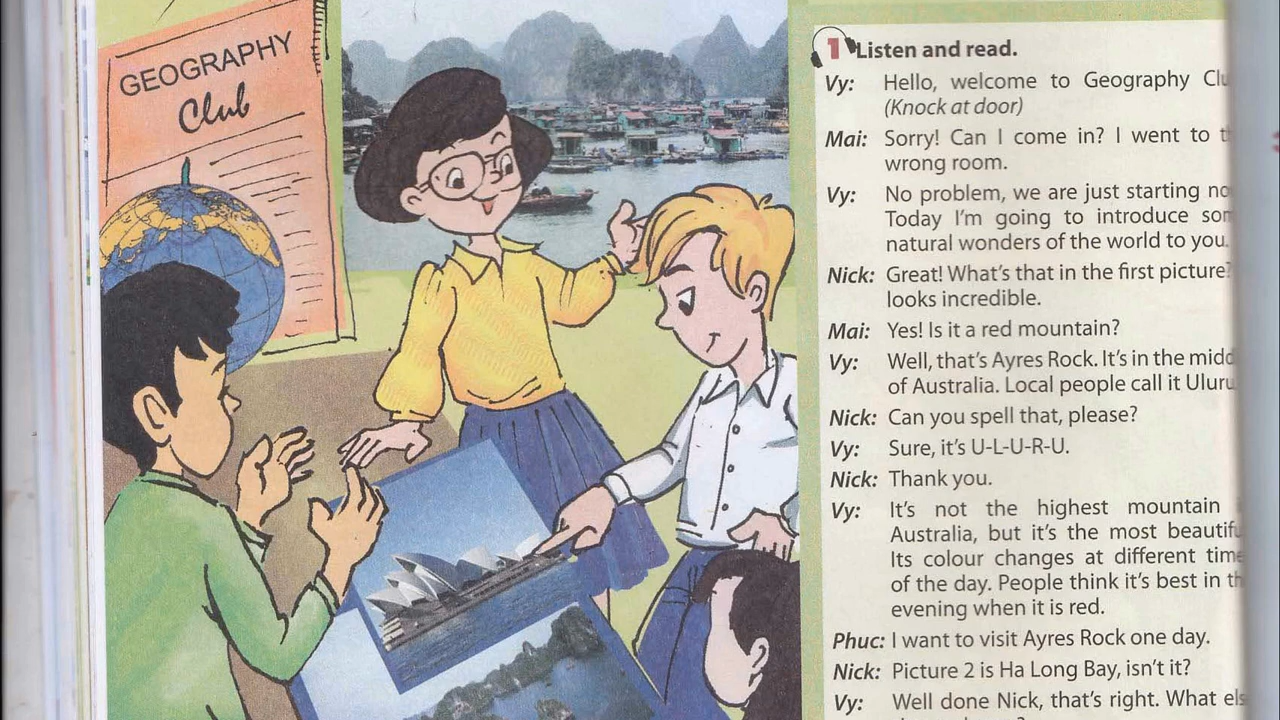 GEOGRAPHY
Club
1 Listen and read.
Vy: Hello, welcome to Geography
(Knock at door)
Mai: Sorry! Can I come in? I went to
wrong room.
Vy: No problem, we are just starting
Today I'm going to introduce
natural wonders of the world to you.
Nick: Great! What's that in the first picture?
looks incredible.
Mai: Yes! Is it a red mountain?
Vy: Well, that's Ayres Rock. It's in the
of Australia. Local people call it Uluru
Nick: Can you spell that, please?
Vy: Sure, it's U-L-U-R-U.
Nick: Thank you.
Vy: It's not the highest mountain
Australia, but it's the most
Its colour changes at different
of the day. People think it's best in
evening when it is red.
Phuc: I want to visit Ayres Rock one day.
Nick: Picture 2 is Ha Long Bay, isn't it?
Vy: Well done Nick, that's right. What